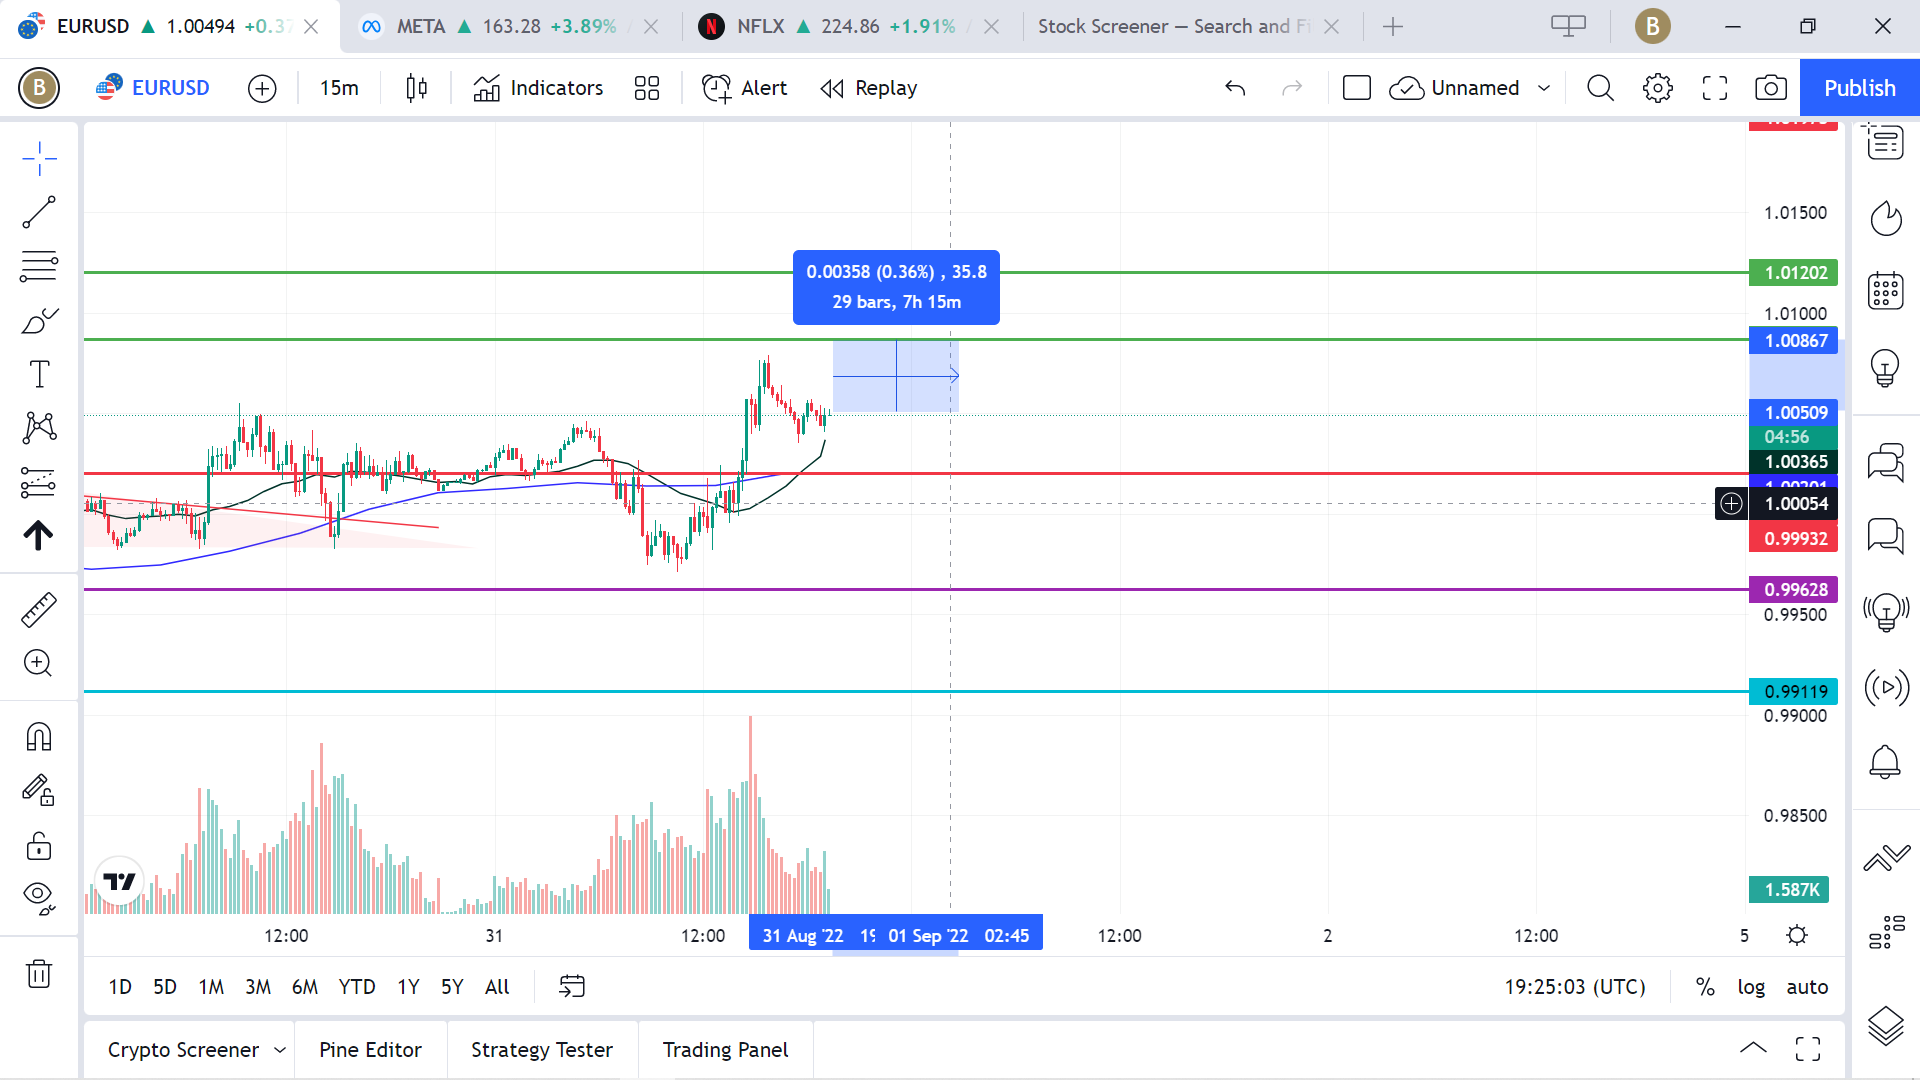 EURUSD ▲ 1.00494 +0.37
META ▲ 163.28 +3.89% /
NFLX ▲ 224.86 +1.91% /
Stock Screener — Search and Fi
B
B
EURUSD
15m
Indicators
Alert
Replay
Unnamed
Publish
1.01500
0.00358 (0.36%) , 35.8
29 bars, 7h 15m
1.01202
1.01000
1.00867
1.00509
04:56
1.00365
1.00054
0.99932
0.99628
0.99500
0.99119
0.99000
0.98500
1.587K
12:00 31 12:00 31 Aug '22 19 01 Sep '22 02:45 12:00 2 12:00 5
1D 5D 1M 3M 6M YTD 1Y 5Y All
19:25:03 (UTC) % log auto
Crypto Screener Pine Editor Strategy Tester Trading Panel